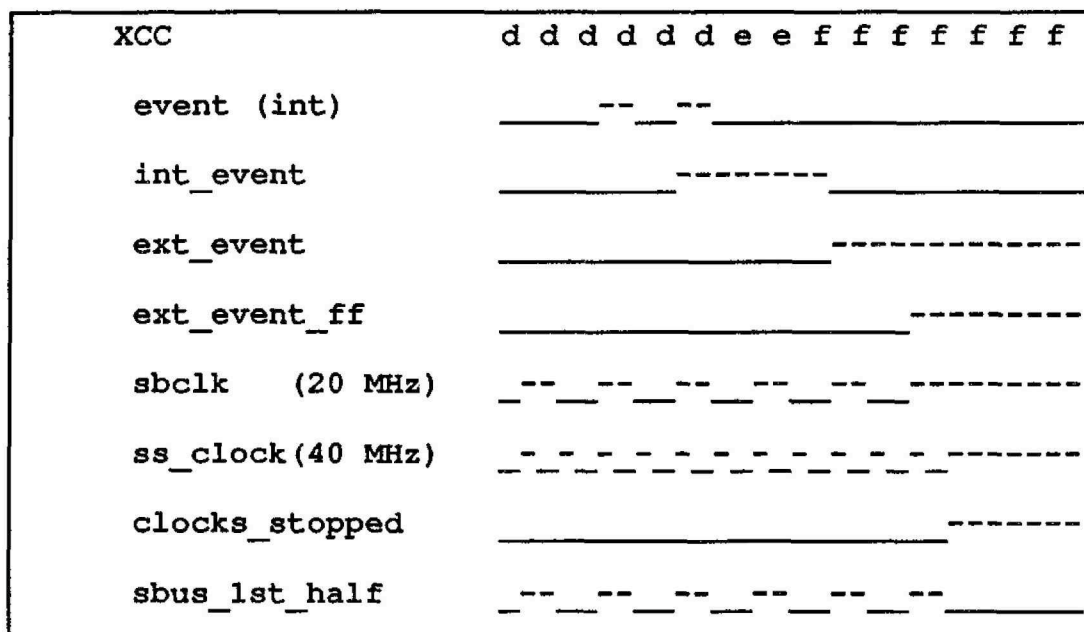 XCC d d d d d d e e f f f f f f f
event (int)
int_event
ext_event
ext_event_ff
sbclk (20 MHz)
ss_clock(40 MHz)
clocks_stopped
sbus_1st_half